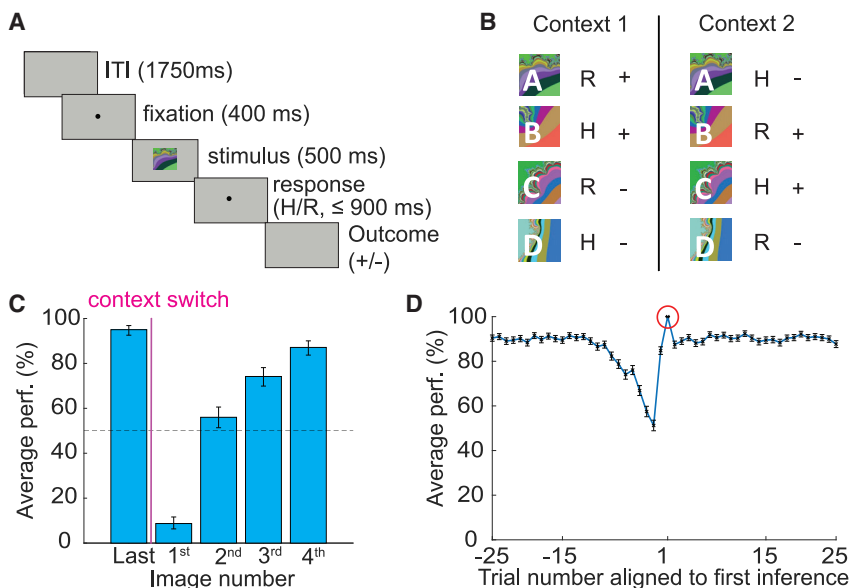 A
ITI (1750ms)
fixation (400 ms)
stimulus (500 ms)
response
(H/R, ≤ 900 ms)
Outcome
(+/-)
B
Context 1
Context 2
A R +
A H -
B H +
B R +
C R -
C H +
D H -
D R -
C
context switch
Average perf. (%)
100
80
60
40
20
0
Last 1st 2nd 3rd 4th
Image number
D
Average perf. (%)
100
80
60
40
20
0
-25 -15 1 15 25
Trial number aligned to first inference